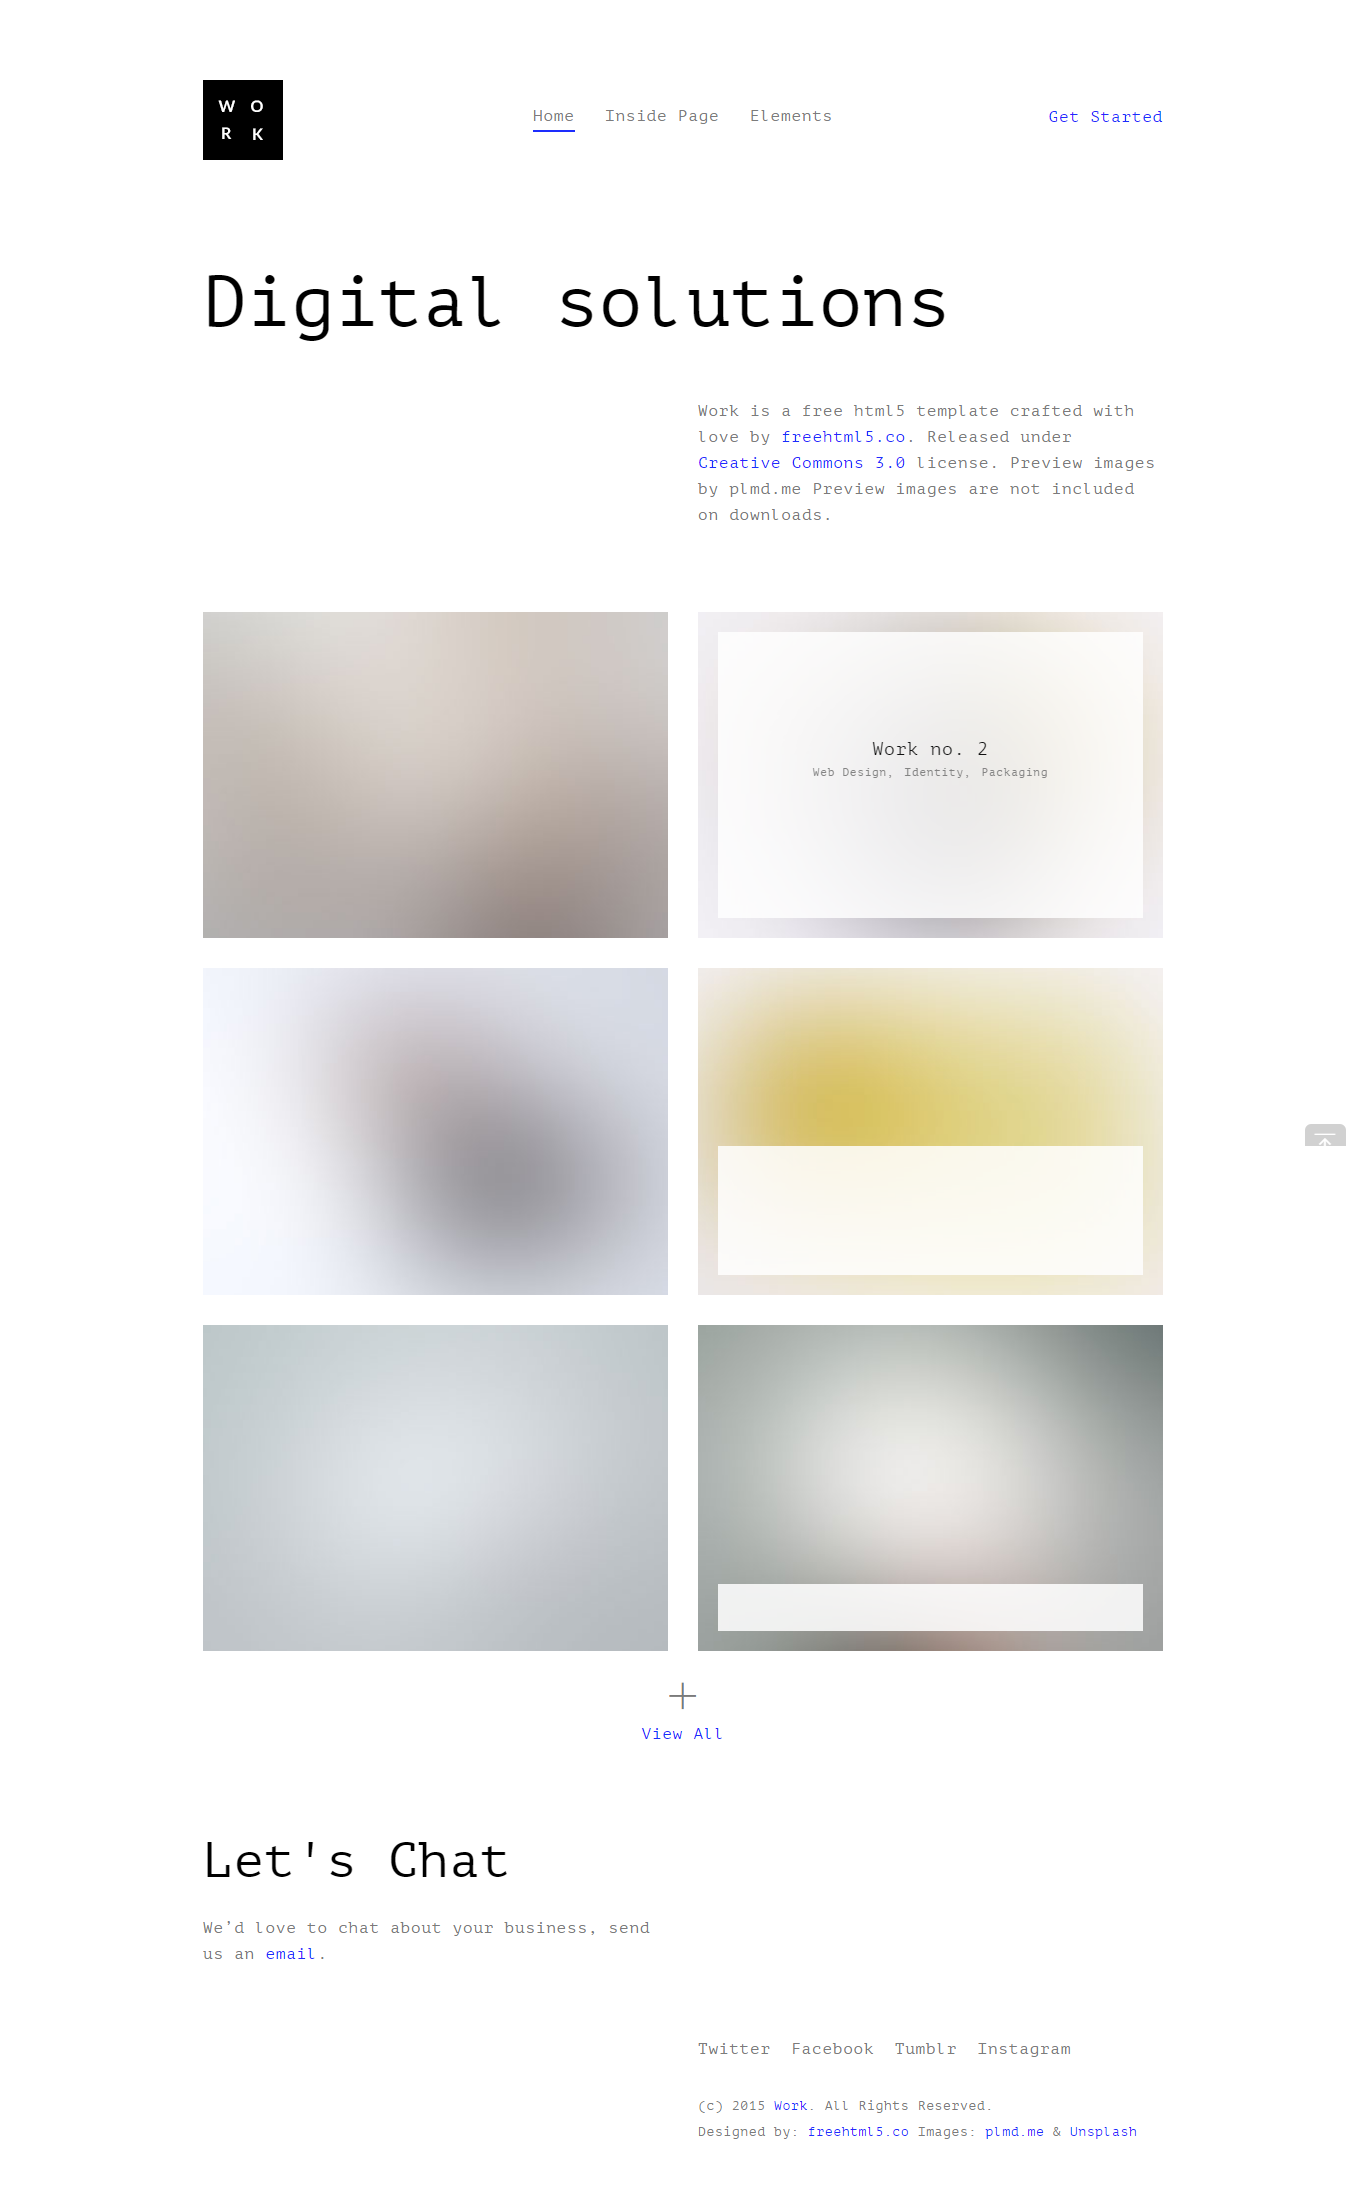 W O
R K
Home Inside Page Elements
Get Started
Digital solutions
Work is a free html5 template crafted with
love by freehtml5.co. Released under
Creative Commons 3.0 license. Preview images
by plmd.me Preview images are not included
on downloads.
Work no. 2
Web Design, Identity, Packaging
View All
Let's Chat
We’d love to chat about your business, send
us an email.
Twitter Facebook Tumblr Instagram
(c) 2015 Work. All Rights Reserved.
Designed by: freehtml5.co Images: plmd.me & Unsplash